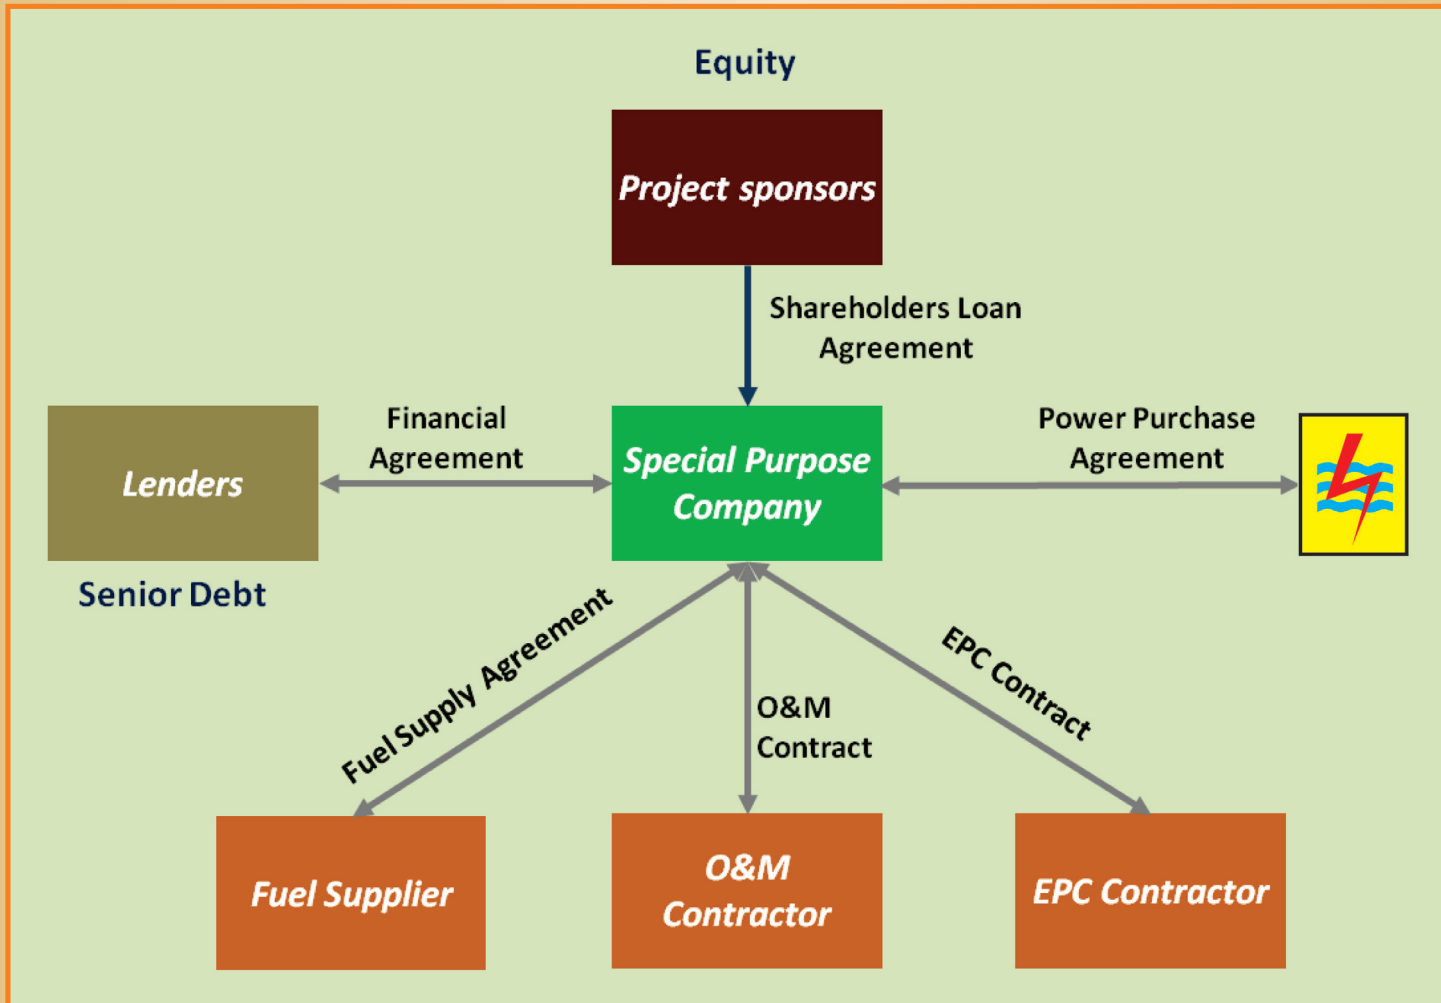 Equity
Project sponsors
Shareholders Loan
Agreement
Lenders
Senior Debt
Financial
Agreement
Special Purpose
Company
Power Purchase
Agreement
Fuel Supply Agreement
O&M
Contract
EPC Contract
Fuel Supplier
O&M
Contractor
EPC Contractor